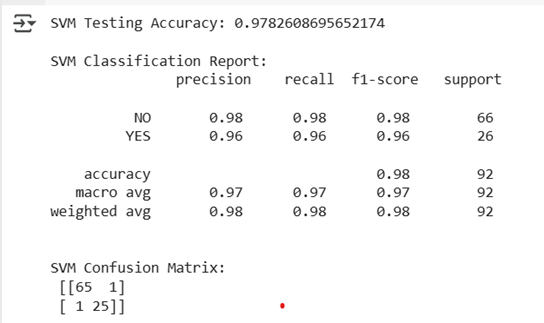 SVM Testing Accuracy: 0.9782608695652174
SVM Classification Report:
precision recall f1-score support
NO 0.98 0.98 0.98 66
YES 0.96 0.96 0.96 26
accuracy 0.98 92
macro avg 0.97 0.97 0.97 92
weighted avg 0.98 0.98 0.98 92
SVM Confusion Matrix:
[[65 1]
[ 1 25]]